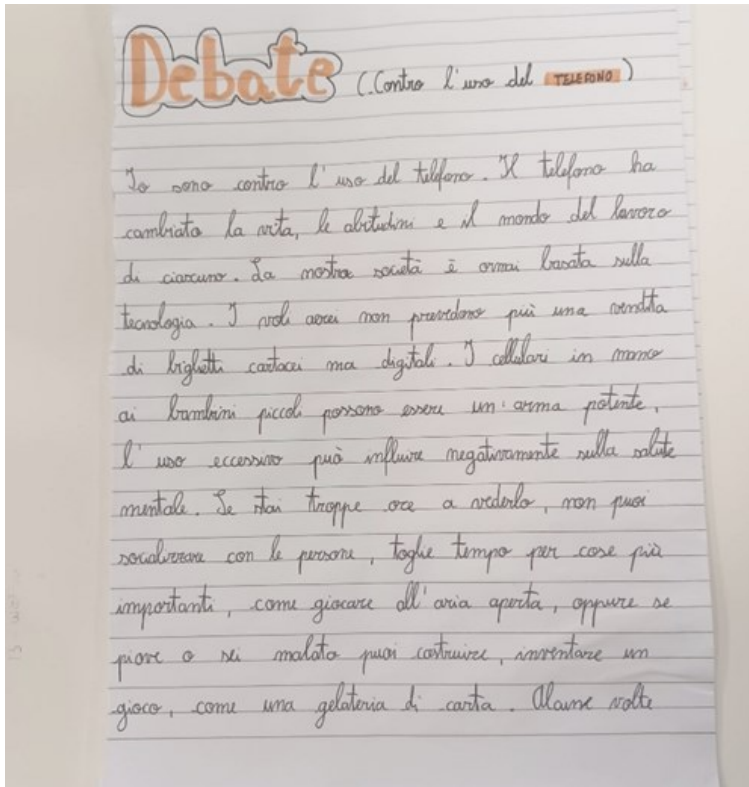 Debate (Contro l'uso del TELEFONO)
Io sono contro l'uso del telefono. Il telefono ha
cambiato la vita, le abitudini e il mondo del lavoro
di ciascuno. La nostra società è ormai basata sulla
tecnologia. I voli aerei non prevedono più una vendita
di biglietti cartacei ma digitali. I cellulari in mano
ai bambini piccoli possono essere un'arma potente,
l'uso eccessivo può influire negativamente sulla salute
mentale. Se stai troppe ore a vederlo, non puoi
socializzare con le persone, toglie tempo per cose più
importanti, come giocare all'aria aperta, oppure se
piove o sei malato puoi costruire, inventare un
gioco, come una gelateria di carta. Alcune volte